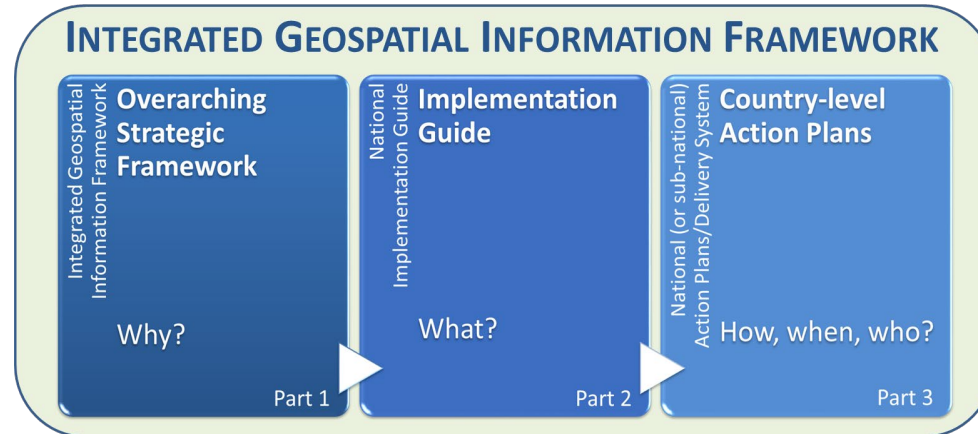 INTEGRATED GEOSPATIAL INFORMATION FRAMEWORK
Integrated Geospatial
Information Framework
Overarching
Strategic
Framework
Why?
Part 1
National
Implementation Guide
Implementation
Guide
What?
Part 2
National (or sub-national)
Action Plans/Delivery System
Country-level
Action Plans
How, when, who?
Part 3